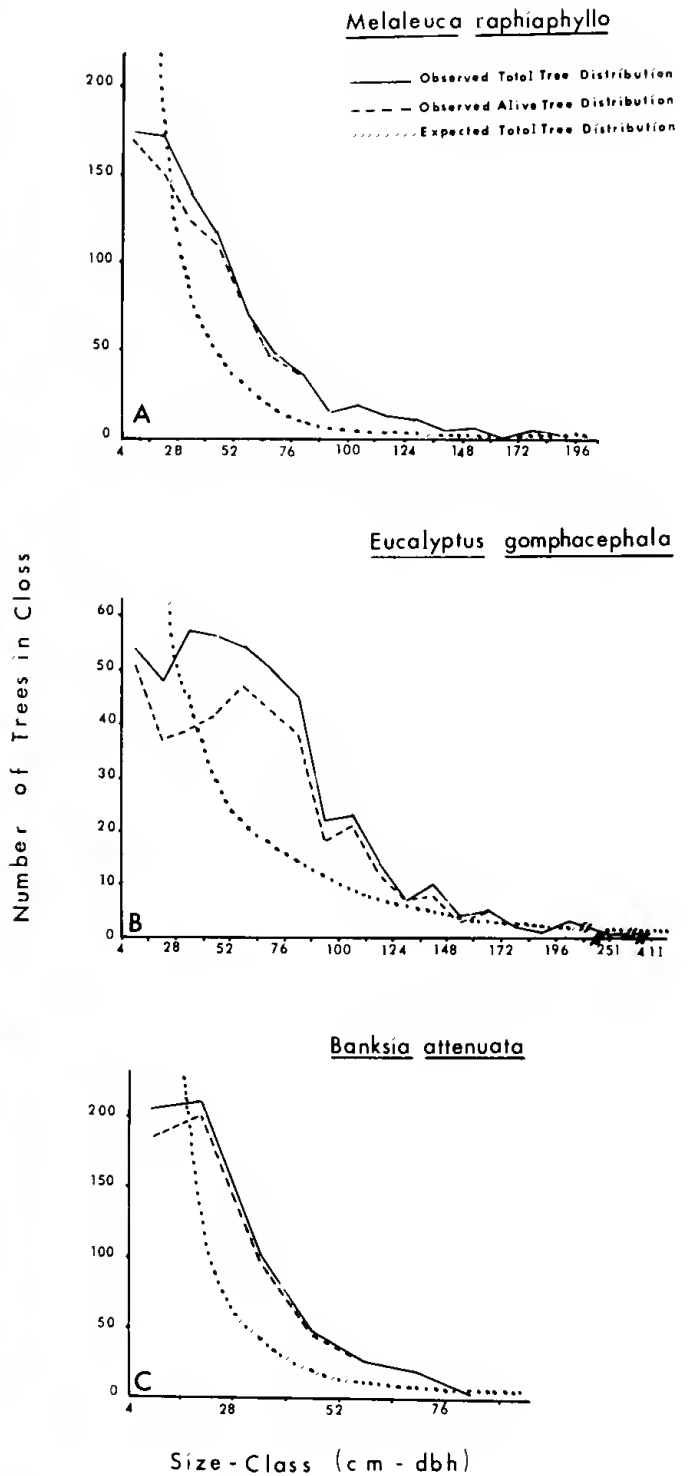 Melaleuca raphiaphyllo
Observed Total Tree Distribution
Observed Alive Tree Distribution
Expected Total Tree Distribution
200
150
100
50
0
A
4 28 52 76 100 124 148 172 196
Eucalyptus gomphacephala
60
50
40
30
20
10
0
B
4 28 52 76 100 124 148 172 196 251 411
Number of Trees in Closs
Banksia attenuata
200
150
100
50
0
C
4 28 52 76
Size-Class (cm-dbh)